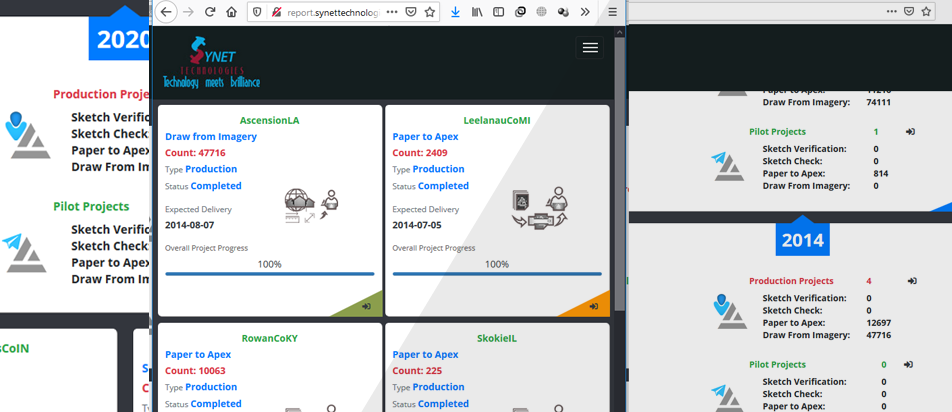 2020
Production Proje
Sketch Verific
Sketch Check:
Paper to Apex
Draw From Im
Pilot Projects
Sketch Verific
Sketch Check
Paper to Apex
Draw From Im
sCoIN
report.synettechnolog
SYNET
TECHNOLOGIES
Technology meets brilliance
AscensionLA
Draw from Imagery
Count: 47716
Type Production
Status Completed
Expected Delivery
2014-08-07
Overall Project Progress
100%
LeelanauCoMI
Paper to Apex
Count: 2409
Type Production
Status Completed
Expected Delivery
2014-07-05
Overall Project Progress
100%
RowanCoKY
Paper to Apex
Count: 10063
Type Production
Status Completed
SkokieIL
Paper to Apex
Count: 225
Type Production
Status Completed
Draw From Imagery: 74111
Pilot Projects 1
Sketch Verification: 0
Sketch Check: 0
Paper to Apex: 814
Draw From Imagery: 0
2014
Production Projects 4
Sketch Verification: 0
Sketch Check: 0
Paper to Apex: 12697
Draw From Imagery: 47716
Pilot Projects 0
Sketch Verification: 0
Sketch Check: 0
Paper to Apex: 0